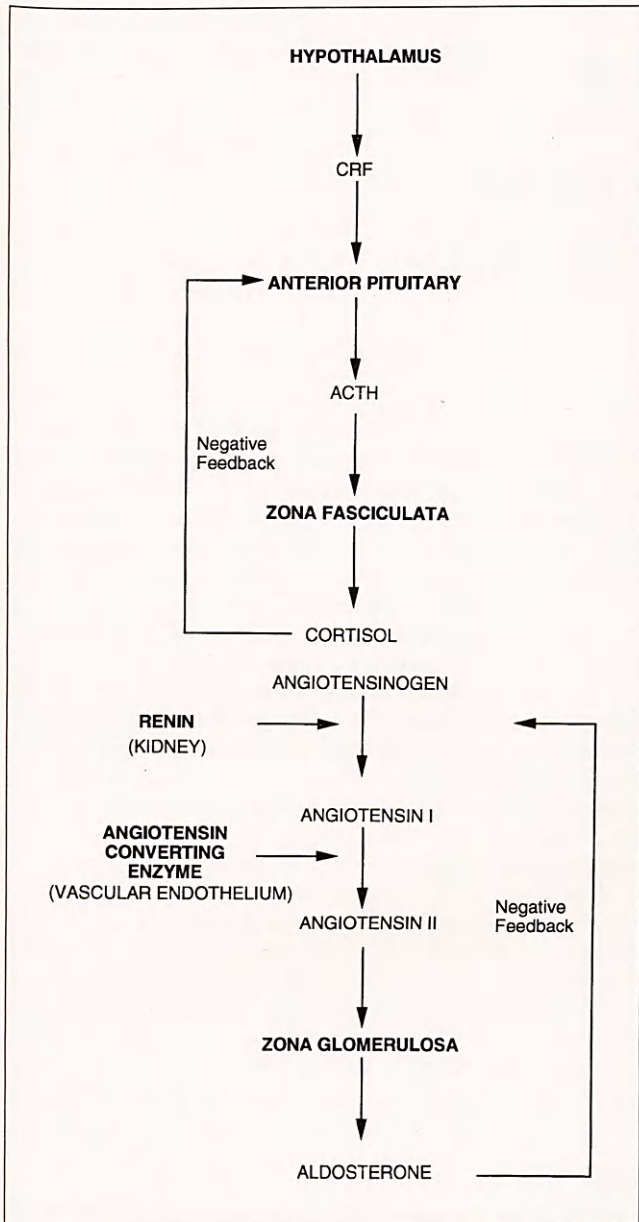 HYPOTHALAMUS
CRF
ANTERIOR PITUITARY
ACTH
Negative
Feedback
ZONA FASCICULATA
CORTISOL
ANGIOTENSINOGEN
RENIN
(KIDNEY)
ANGIOTENSIN I
ANGIOTENSIN
CONVERTING
ENZYME
(VASCULAR ENDOTHELIUM)
ANGIOTENSIN II
Negative
Feedback
ZONA GLOMERULOSA
ALDOSTERONE